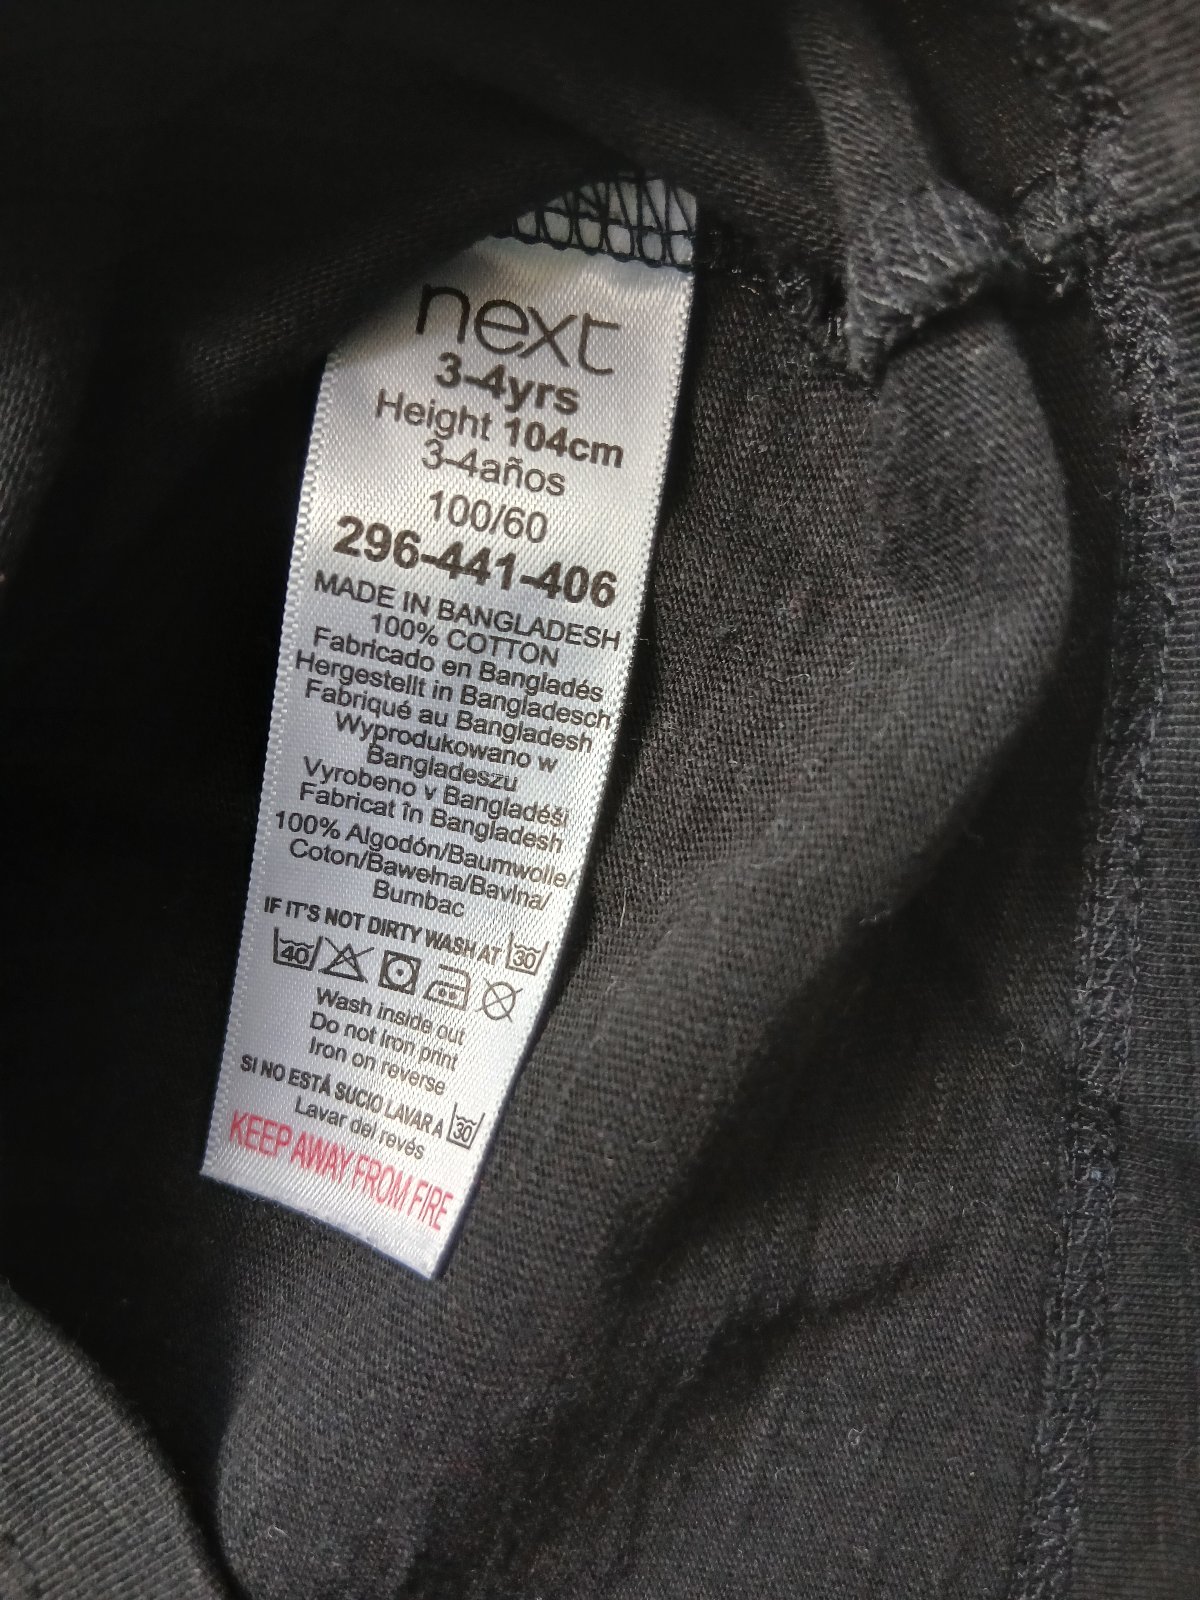 next
3-4yrs
Height 104cm
3-4años
100/60
296-441-406
MADE IN BANGLADESH
100% COTTON
Fabricado en Bangladés
Hergestellt in Bangladesch
Fabriqué au Bangladesh
Wyprodukowano w
Bangladeszu
Vyrobeno v Bangladéši
Fabricat în Bangladesh
100% Algodón/Baumwolle/
Coton/Bawełna/Bavlna/
Bumbac
IF IT'S NOT DIRTY WASH AT 30
40
Wash inside out
Do not iron print
Iron on reverse
SI NO ESTÁ SUCIO LAVAR A 30
Lavar del revés
KEEP AWAY FROM FIRE